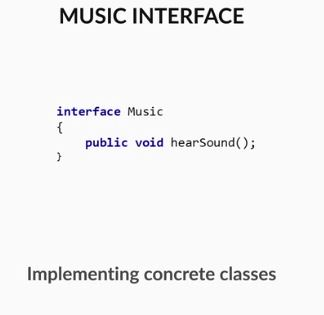 MUSIC INTERFACE
interface Music
{
    public void hearSound();
}
Implementing concrete classes